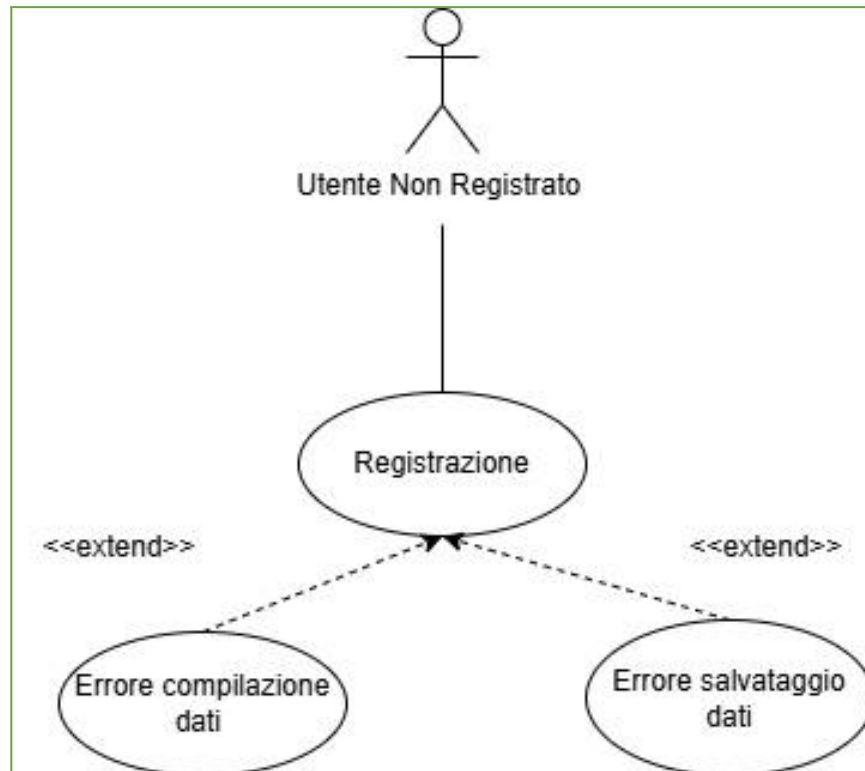 Utente Non Registrato
Registrazione
<<extend>>
<<extend>>
Errore compilazione
dati
Errore salvataggio
dati